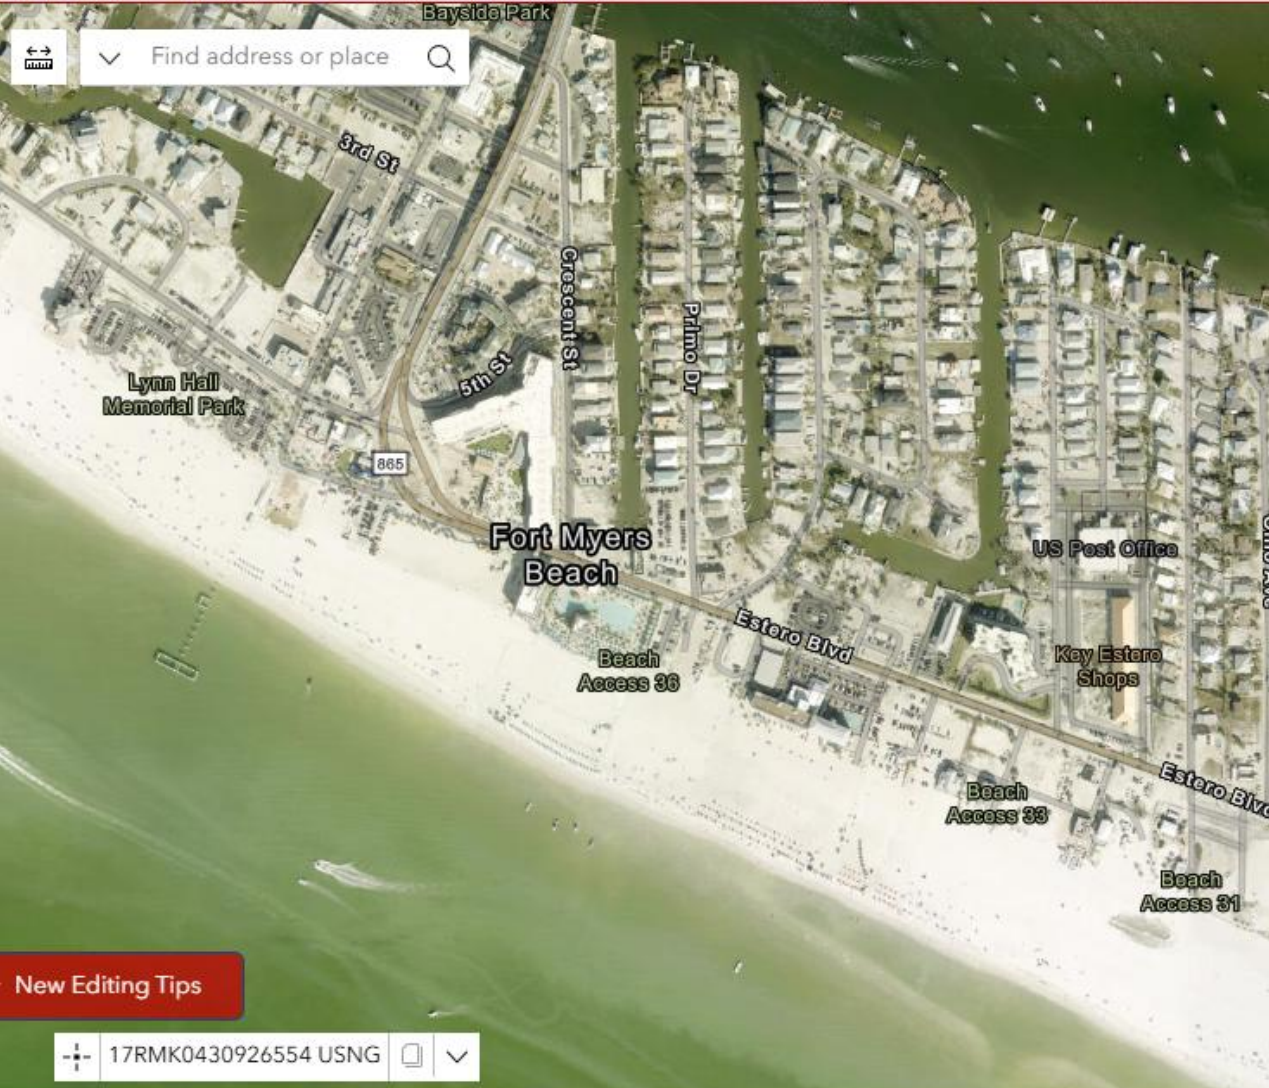 Bayside Park
Find address or place
3rd St
Crescent St
Primo Dr
5th St
Lynn Hall
Memorial Park
865
Fort Myers
Beach
US Post Office
Estero Blvd
Key Estero
Shops
Beach
Access 36
Estero Blvd
Beach
Access 33
Beach
Access 31
New Editing Tips
17RMK0430926554 USNG